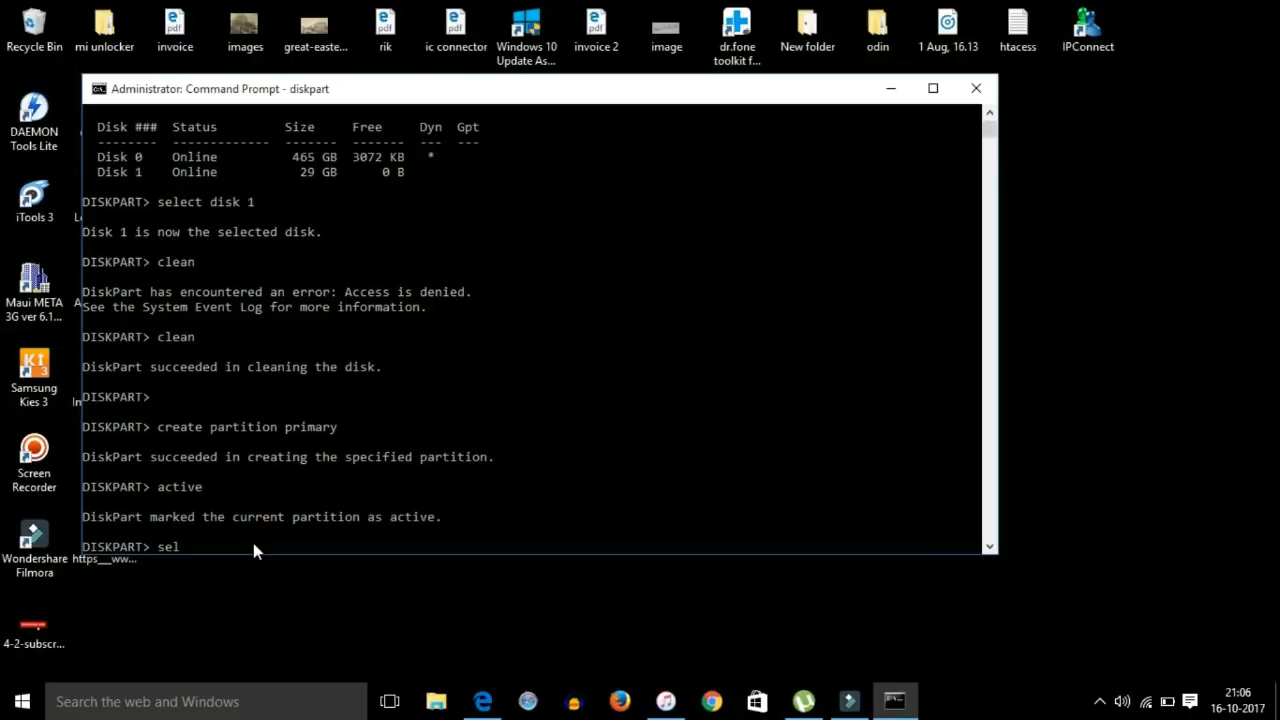 Recycle Bin
mi unlocker
invoice
images
great-easte...
rik
ic connector
Windows 10
Update As...
invoice 2
image
dr.fone
toolkit f...
New folder
odin
1 Aug, 16.13
htacess
IPConnect
pdf
pdf
pdf
pdf
DAEMON
Tools Lite
iTools 3
Maui META
3G ver 6.1...
Samsung
Kies 3
Screen
Recorder
Wondershare
Filmora
https__ww...
4-2-subscr...
Administrator: Command Prompt - diskpart
Disk ### Status Size Free Dyn Gpt
-------- ------------- ------- ------- --- ---
Disk 0 Online 465 GB 3072 KB *
Disk 1 Online 29 GB 0 B
DISKPART> select disk 1
Disk 1 is now the selected disk.
DISKPART> clean
DiskPart has encountered an error: Access is denied.
See the System Event Log for more information.
DISKPART> clean
DiskPart succeeded in cleaning the disk.
DISKPART>
DISKPART> create partition primary
DiskPart succeeded in creating the specified partition.
DISKPART> active
DiskPart marked the current partition as active.
DISKPART> sel
Search the web and Windows
21:06
16-10-2017